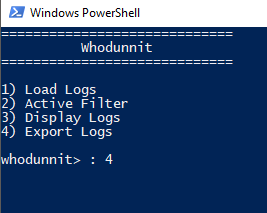 Windows PowerShell
==============================
Whodunnit
==============================
1) Load Logs
2) Active Filter
3) Display Logs
4) Export Logs
whodunnit> : 4